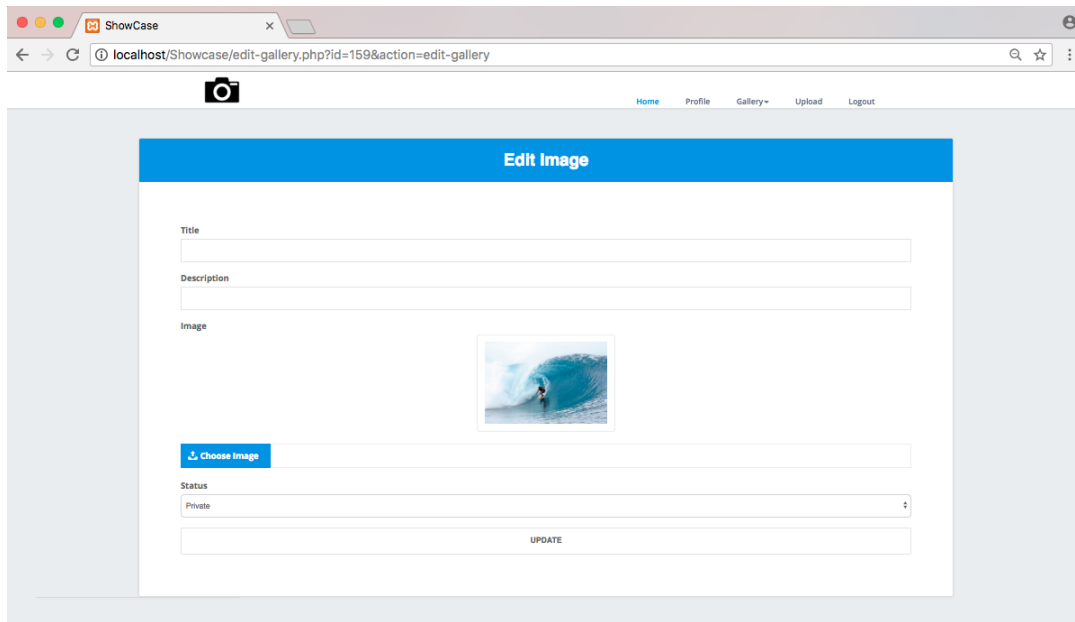 ShowCase
localhost/Showcase/edit-gallery.php?id=159&action=edit-gallery
Home Profile Gallery Upload Logout
Edit Image
Title
Description
Image
Choose Image
Status
Private
UPDATE